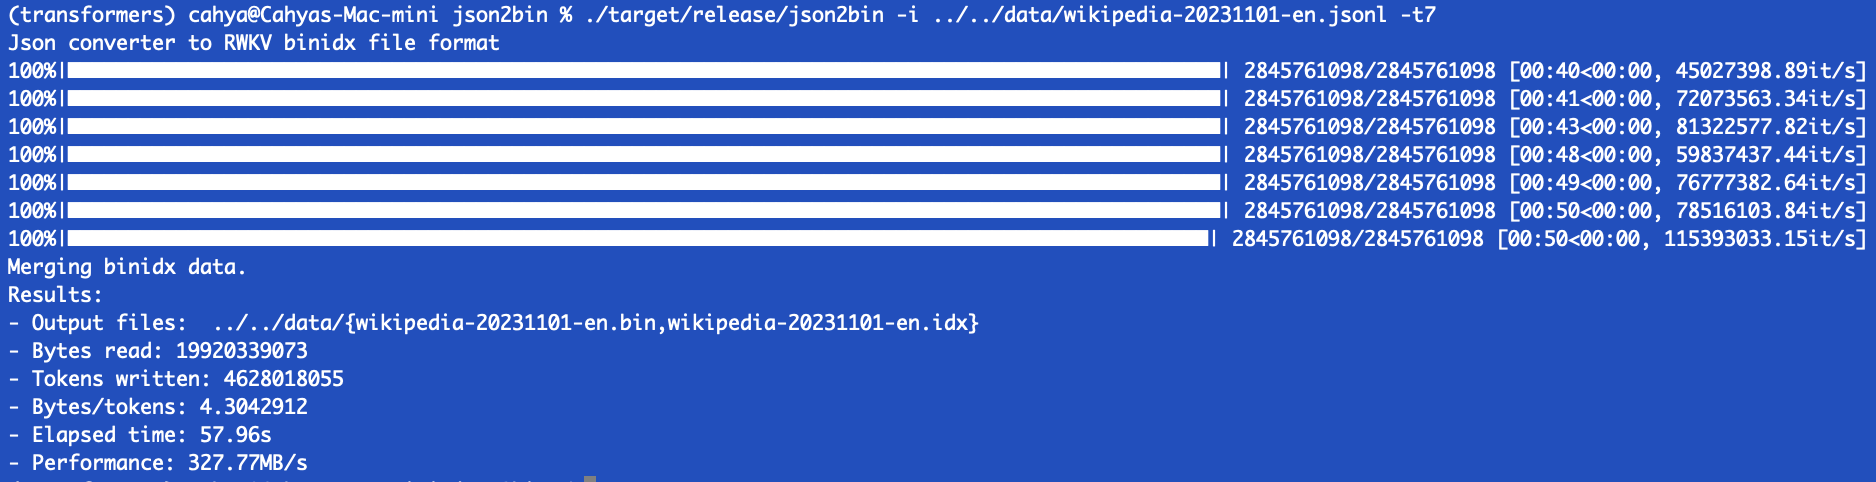 (transformers) cahya@Cahyas-Mac-mini json2bin % ./target/release/json2bin -i ../../data/wikipedia-20231101-en.jsonl -t7
Json converter to RWKV binidx file format
100%| | 2845761098/2845761098 [00:40<00:00, 45027398.89it/s]
100%| | 2845761098/2845761098 [00:41<00:00, 72073563.34it/s]
100%| | 2845761098/2845761098 [00:43<00:00, 81322577.82it/s]
100%| | 2845761098/2845761098 [00:48<00:00, 59837437.44it/s]
100%| | 2845761098/2845761098 [00:49<00:00, 76777382.64it/s]
100%| | 2845761098/2845761098 [00:50<00:00, 78516103.84it/s]
100%| | 2845761098/2845761098 [00:50<00:00, 115393033.15it/s]
Merging binidx data.
Results:
- Output files:  ../../data/{wikipedia-20231101-en.bin,wikipedia-20231101-en.idx}
- Bytes read: 19920339073
- Tokens written: 4628018055
- Bytes/tokens: 4.3042912
- Elapsed time: 57.96s
- Performance: 327.77MB/s